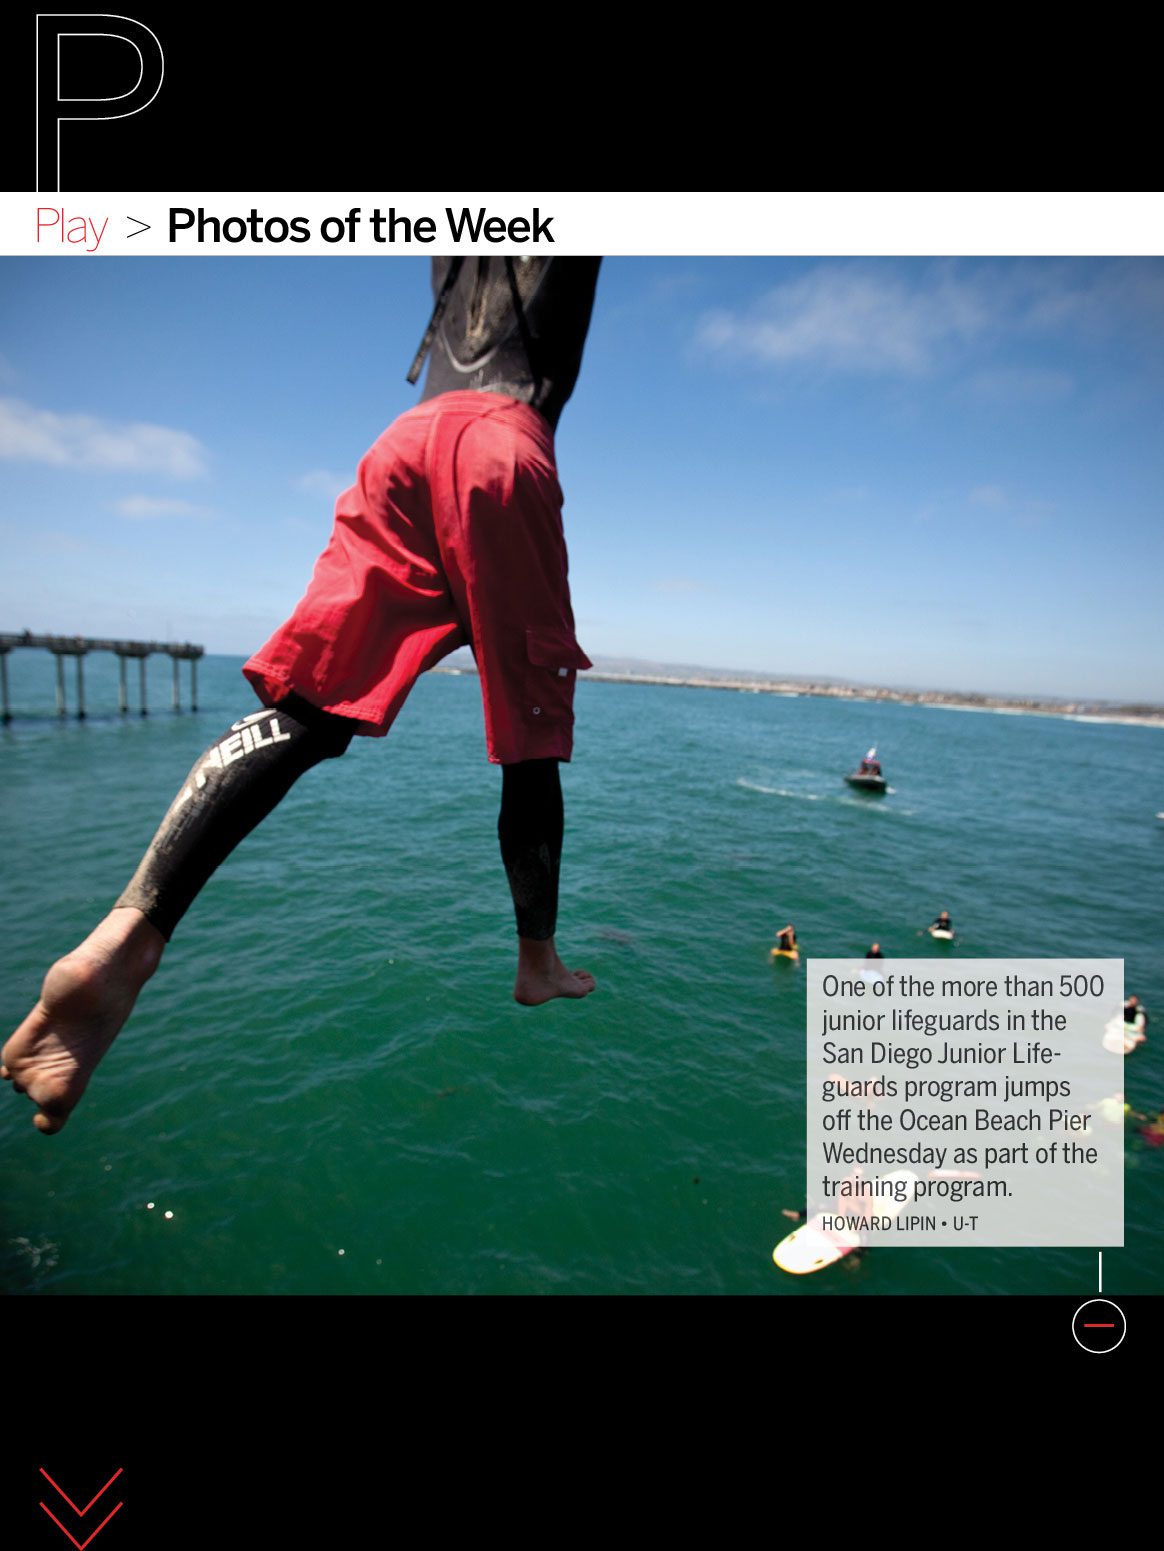 P
Play > Photos of the Week
NEILL
One of the more than 500
junior lifeguards in the
San Diego Junior Life-
guards program jumps
off the Ocean Beach Pier
Wednesday as part of the
training program.
HOWARD LIPIN • U-T